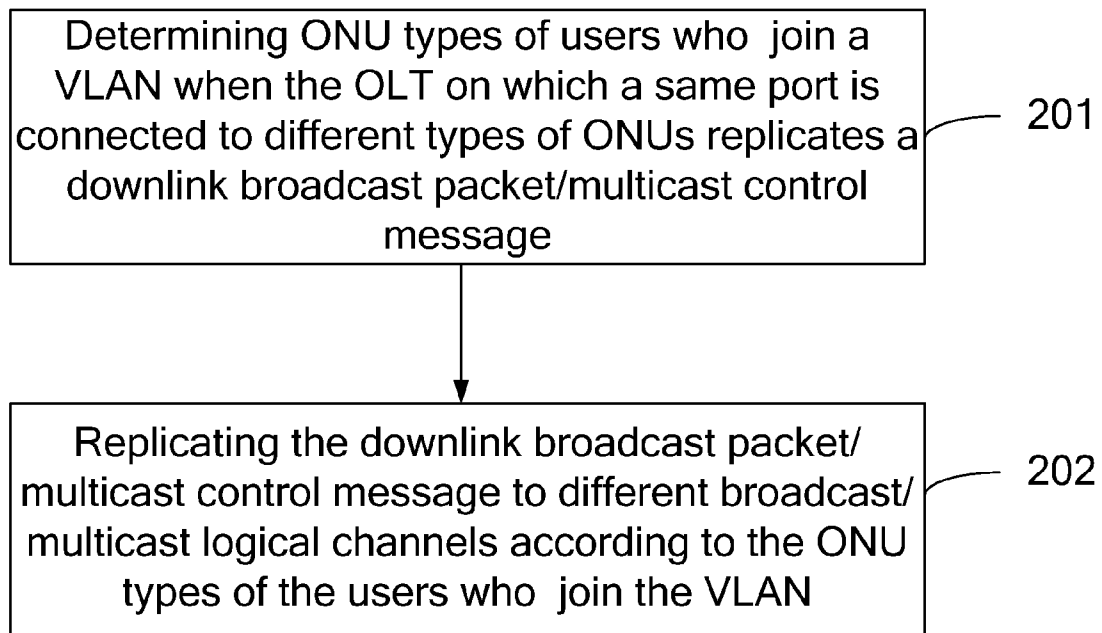 Determining ONU types of users who join a
VLAN when the OLT on which a same port is
connected to different types of ONUs replicates a
downlink broadcast packet/multicast control
message
201
Replicating the downlink broadcast packet/
multicast control message to different broadcast/
multicast logical channels according to the ONU
types of the users who join the VLAN
202